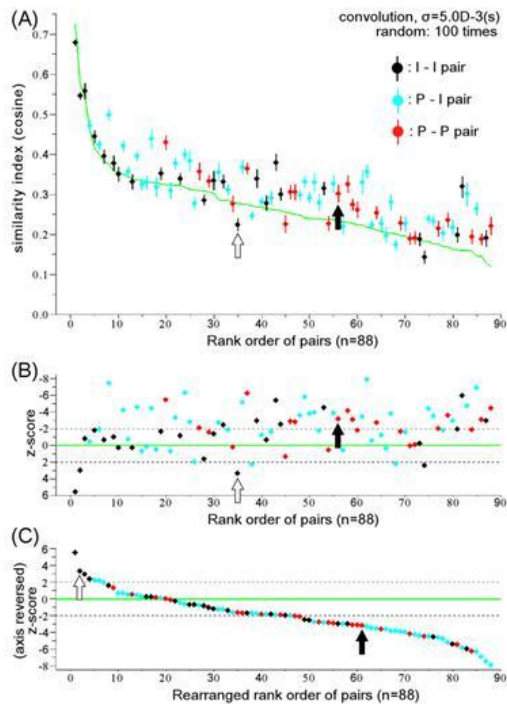 (A)
convolution, σ=5.0D-3(s)
random: 100 times
: I - I pair
: P - I pair
: P - P pair
similarity index (cosine)
0.7
0.6
0.5
0.4
0.3
0.2
0.1
0.0
0 10 20 30 40 50 60 70 80 90
Rank order of pairs (n=88)
(B)
z-score
-8
-6
-4
-2
0
2
4
6
0 10 20 30 40 50 60 70 80 90
Rank order of pairs (n=88)
(C)
(axis reversed)
z-score
6
4
2
0
-2
-4
-6
-8
0 10 20 30 40 50 60 70 80 90
Rearranged rank order of pairs (n=88)